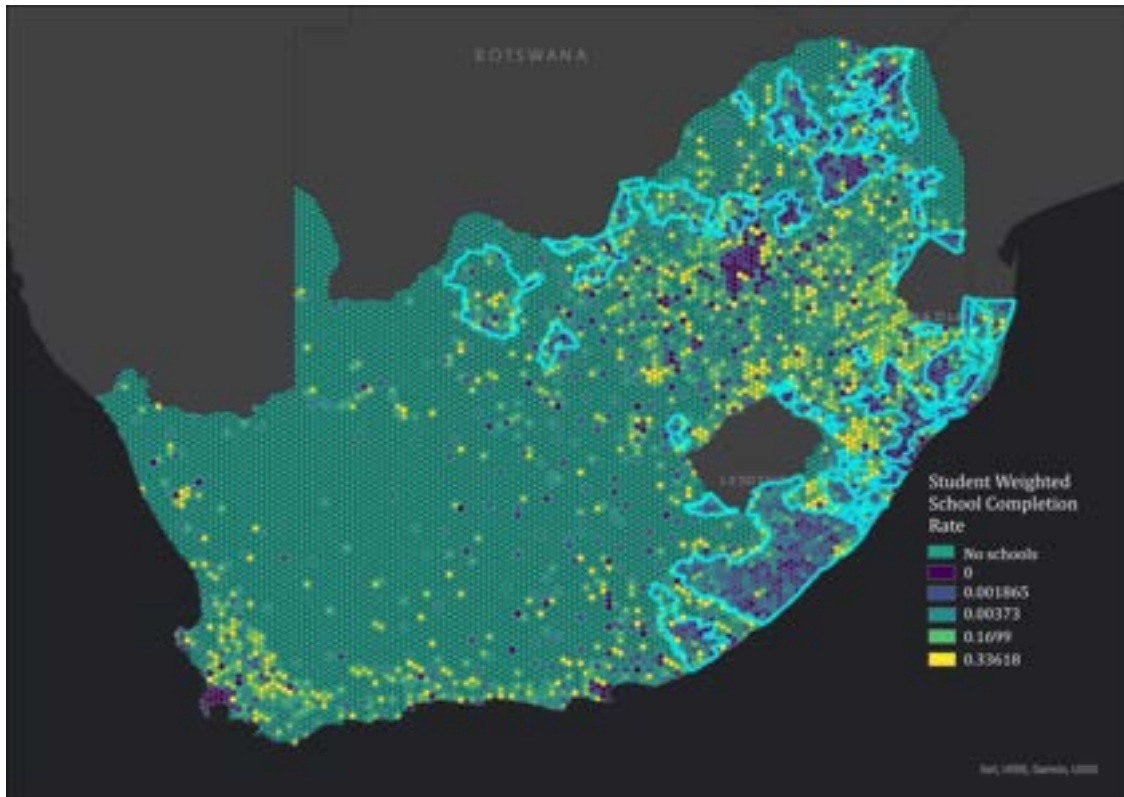 BOTSWANA
Student Weighted
School Completion
Rate
No schools
0
0.001865
0.00373
0.1699
0.33618